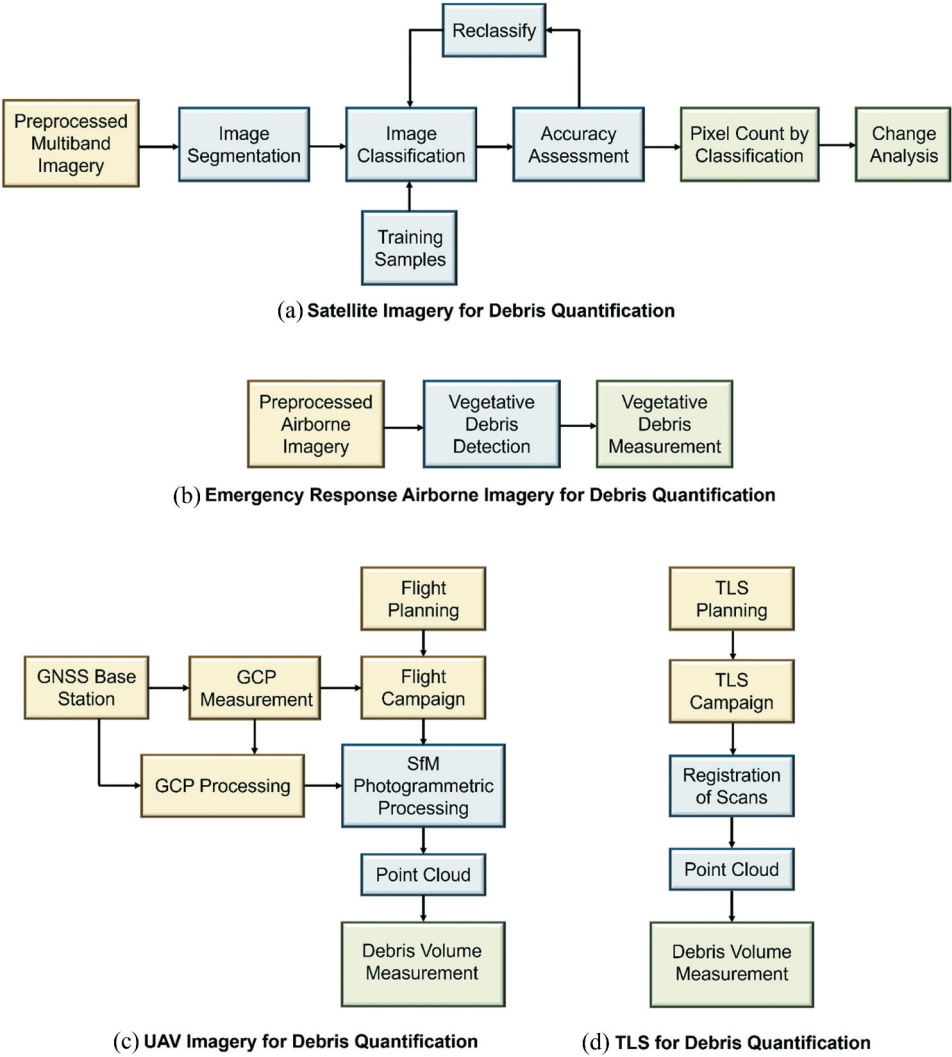 Reclassify
Preprocessed
Multiband
Imagery
Image
Segmentation
Image
Classification
Accuracy
Assessment
Pixel Count by
Classification
Change
Analysis
Training
Samples
(a) Satellite Imagery for Debris Quantification
Preprocessed
Airborne
Imagery
Vegetative
Debris
Detection
Vegetative
Debris
Measurement
(b) Emergency Response Airborne Imagery for Debris Quantification
Flight
Planning
GNSS Base
Station
GCP
Measurement
Flight
Campaign
GCP Processing
SfM
Photogrammetric
Processing
Point Cloud
Debris Volume
Measurement
(c) UAV Imagery for Debris Quantification
TLS
Planning
TLS
Campaign
Registration
of Scans
Point Cloud
Debris Volume
Measurement
(d) TLS for Debris Quantification